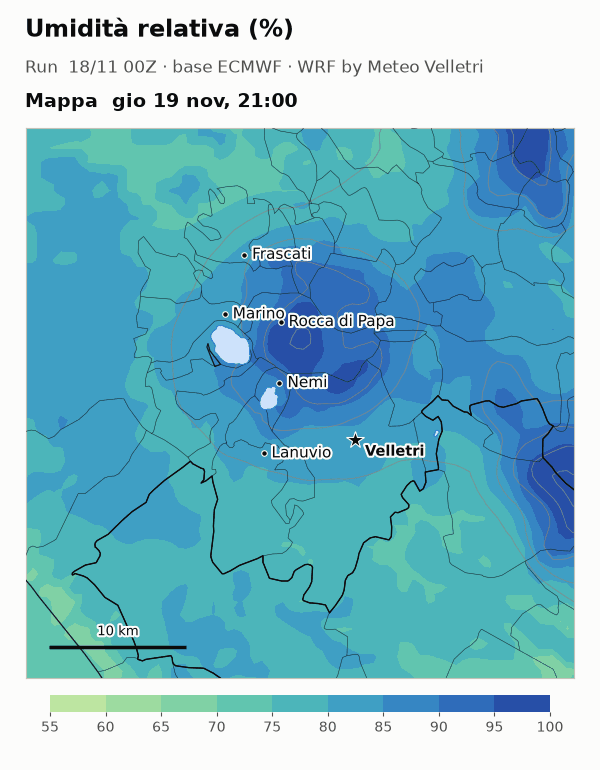 Umidità relativa (%)
Run  18/11 00Z · base ECMWF · WRF by Meteo Velletri
Mappa  gio 19 nov, 21:00
Frascati
Marino
Rocca di Papa
Nemi
Velletri
Lanuvio
10 km
55 60 65 70 75 80 85 90 95 100